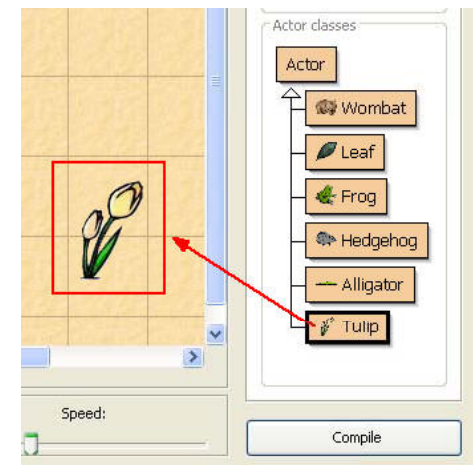 Actor classes
Actor
Wombat
Leaf
Frog
Hedgehog
Alligator
Tulip
Speed:
Compile